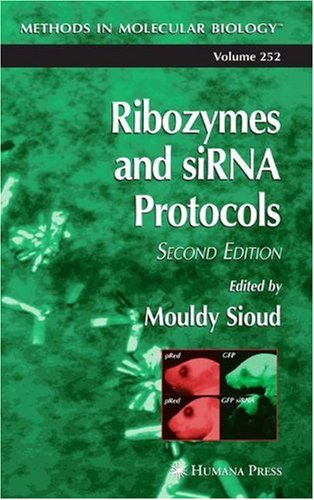 METHODS IN MOLECULAR BIOLOGY™
Volume 252
Ribozymes
and siRNA
Protocols
SECOND EDITION
Edited by
Mouldy Sioud
pRed GFP
pRed GFP siRNA
HUMANA PRESS